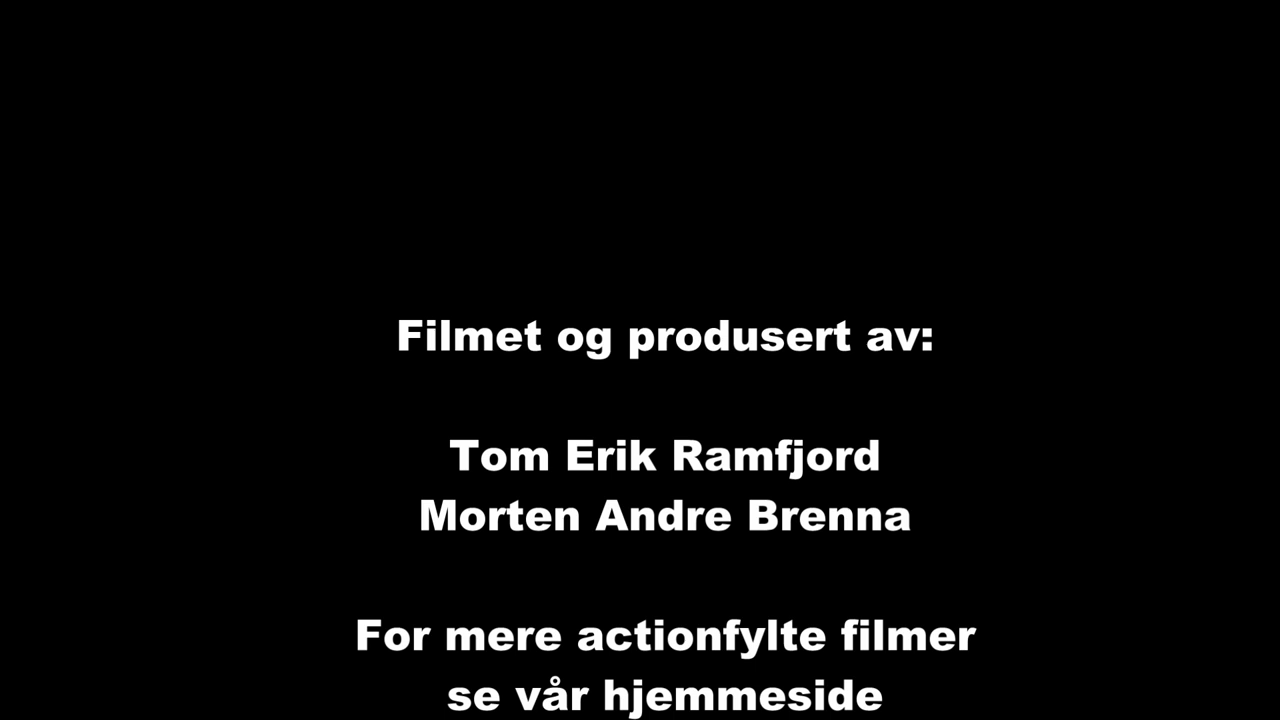 Filmet og produsert av:
Tom Erik Ramfjord
Morten Andre Brenna
For mere actionfylte filmer
se vår hjemmeside